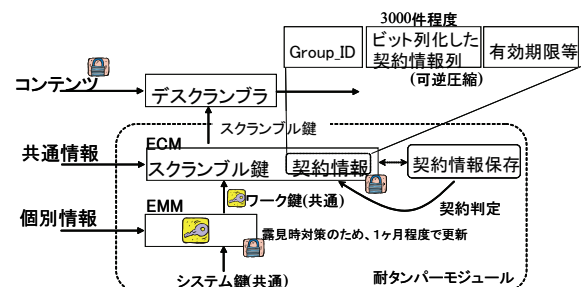 3000件程度
Group_ID
ビット列化した
契約情報列
有効期限等
(可逆圧縮)
コンテンツ
デスクランブラ
スクランブル鍵
ECM
共通情報
スクランブル鍵
契約情報
契約情報保存
ワーク鍵(共通)
契約判定
EMM
個別情報
露見時対策のため、1ヶ月程度で更新
システム鍵(共通)
耐タンパーモジュール